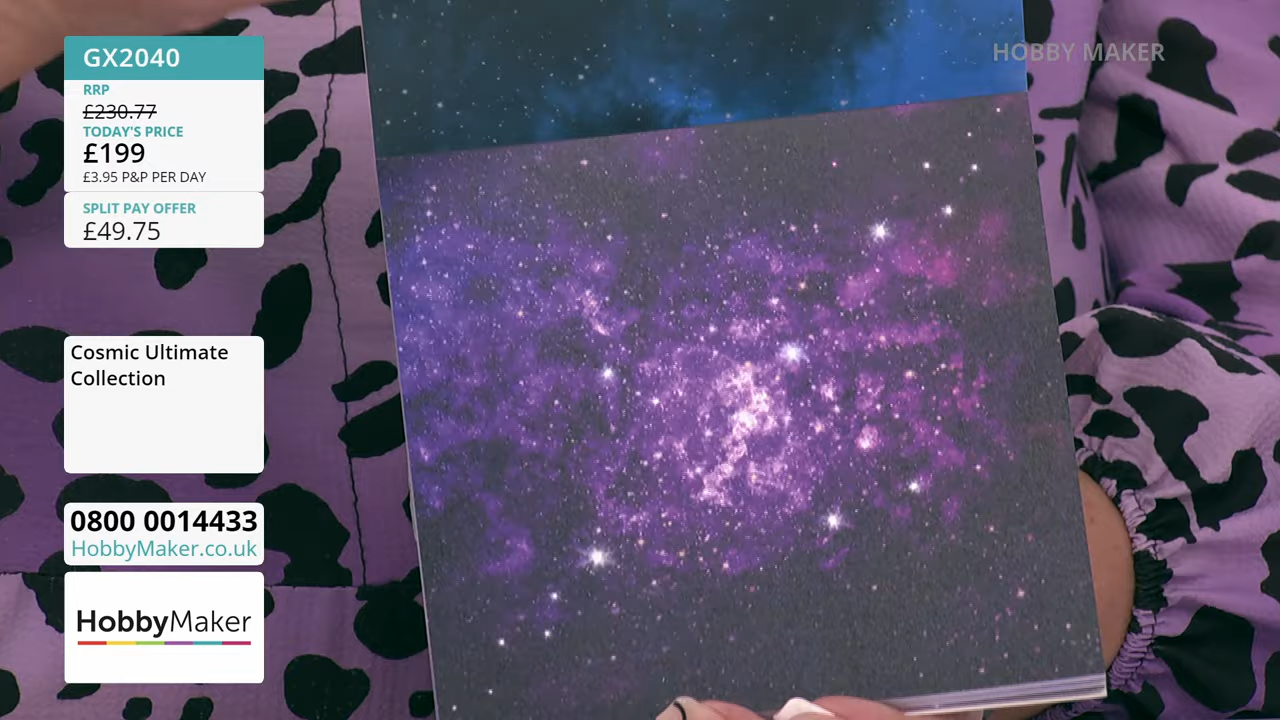 GX2040
RRP
£230.77
TODAY'S PRICE
£199
£3.95 P&P PER DAY
SPLIT PAY OFFER
£49.75
Cosmic Ultimate
Collection
0800 0014433
HobbyMaker.co.uk
HobbyMaker
HOBBY MAKER